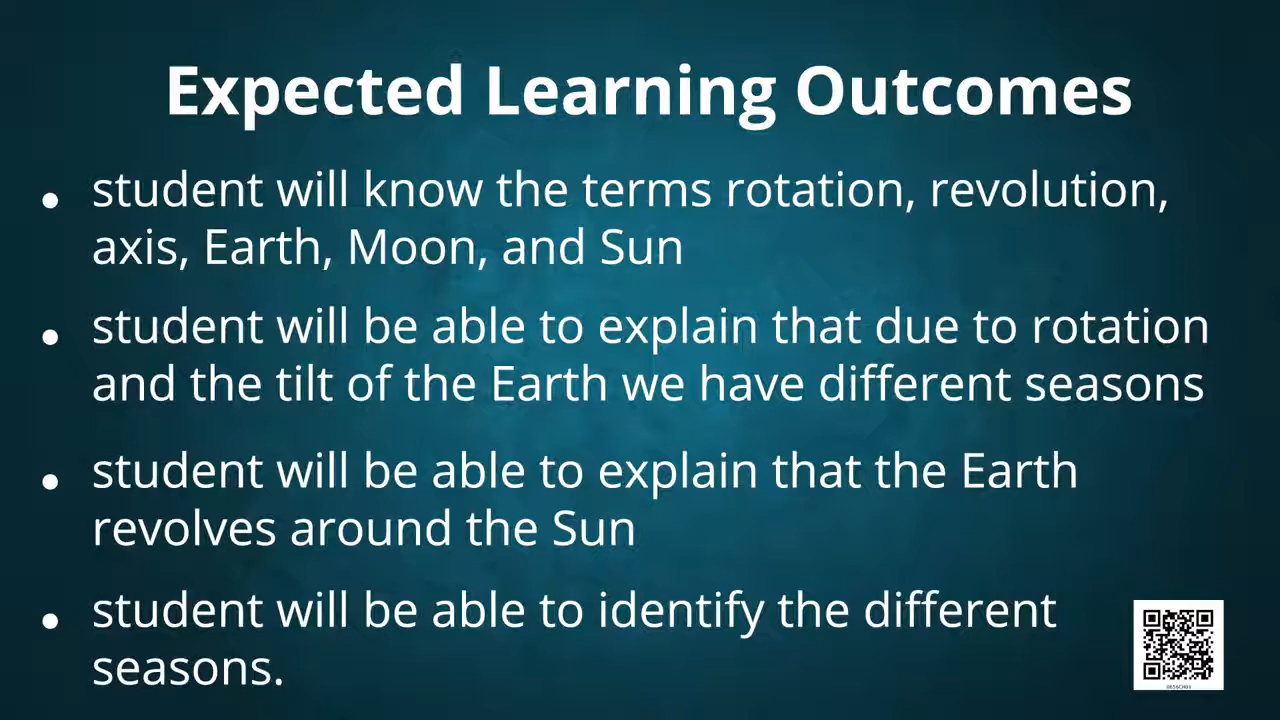 Expected Learning Outcomes
• student will know the terms rotation, revolution,
axis, Earth, Moon, and Sun
• student will be able to explain that due to rotation
and the tilt of the Earth we have different seasons
• student will be able to explain that the Earth
revolves around the Sun
• student will be able to identify the different
seasons.